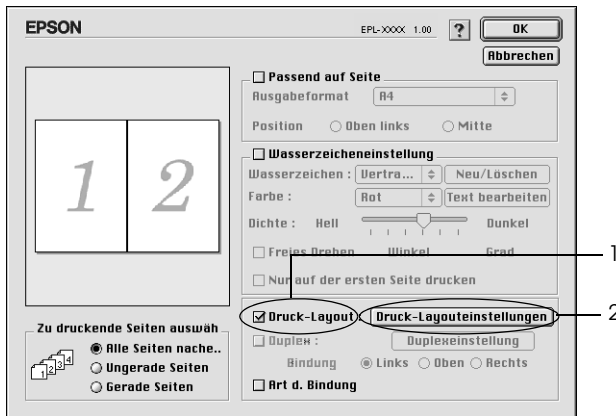 EPSON
EPL-XXXX 1.00
?
OK
Abbrechen
1 2
Passend auf Seite
Ausgabeformat A4
Position Oben links Mitte
Wasserzeicheneinstellung
Wasserzeichen : Vertra... Neu/Löschen
Farbe : Rot Text bearbeiten
Dichte : Hell Dunkel
Freies Drehen Winkel Grad
Nur auf der ersten Seite drucken
1
Druck-Layout Druck-Layouteinstellungen
2
Duplex : Duplexeinstellung
Bindung Links Oben Rechts
Art d. Bindung
Zu druckende Seiten auswäh
1 2 3 4
Alle Seiten nache..
Ungerade Seiten
Gerade Seiten